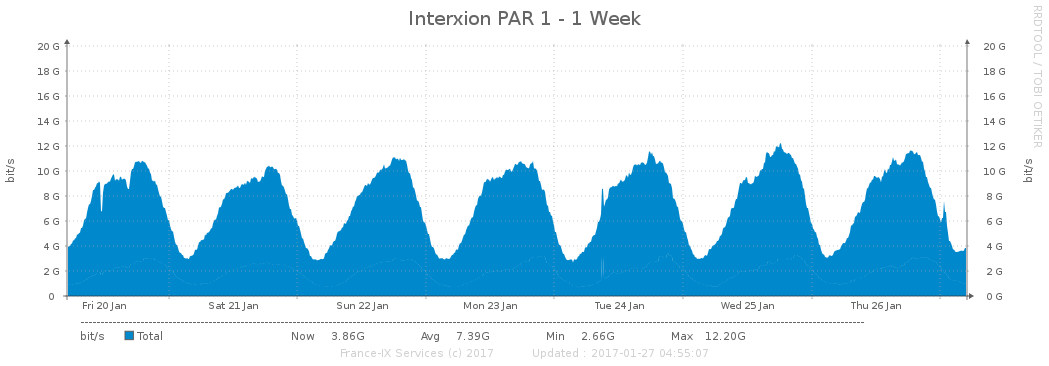 Interxion PAR 1 - 1 Week
RRDTOOL / TOBI OETIKER
bit/s
20 G
18 G
16 G
14 G
12 G
10 G
8 G
6 G
4 G
2 G
0
20 G
18 G
16 G
14 G
12 G
10 G
8 G
6 G
4 G
2 G
0 G
bit/s
Fri 20 Jan Sat 21 Jan Sun 22 Jan Mon 23 Jan Tue 24 Jan Wed 25 Jan Thu 26 Jan
bit/s Total Now 3.86G Avg 7.39G Min 2.66G Max 12.20G
France-IX Services (c) 2017 Updated : 2017-01-27 04:55:07